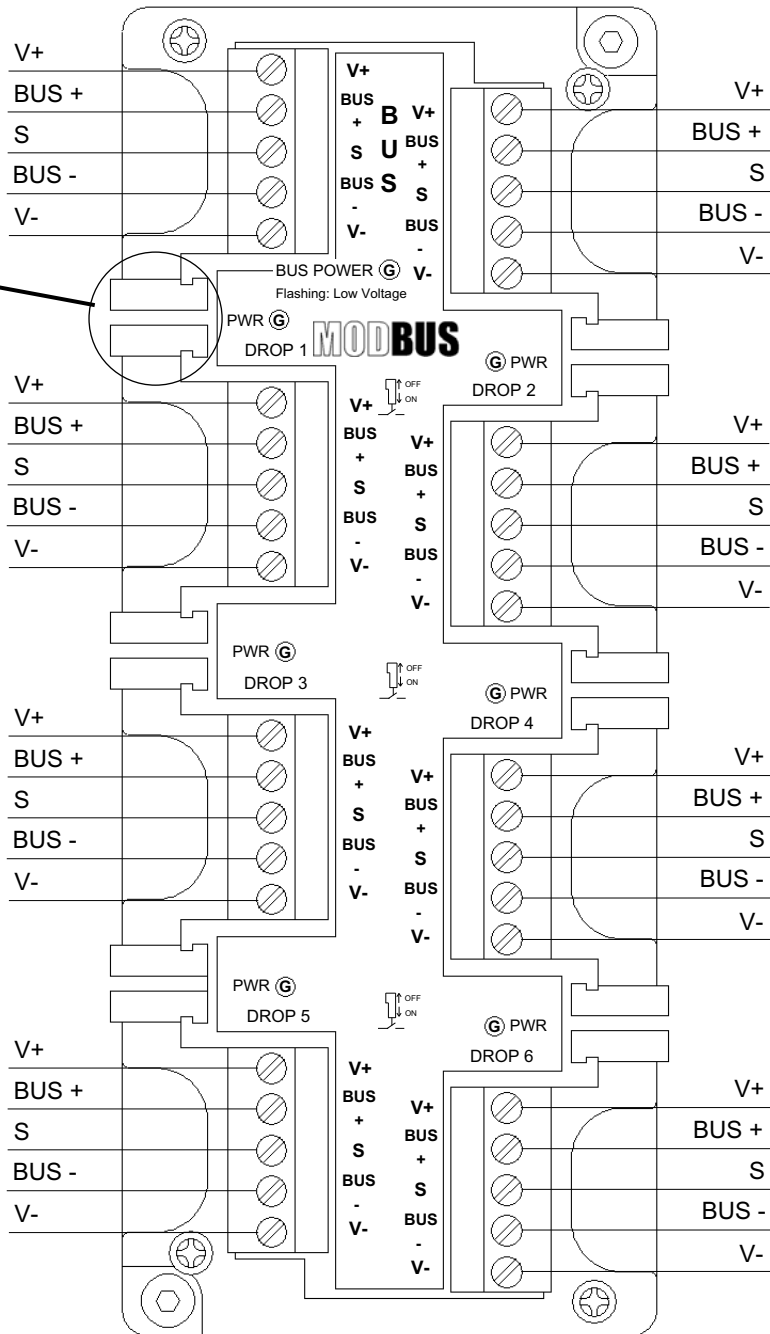 V+
BUS +
S
BUS -
V-
V+
BUS
+
S
BUS
-
V-
B
U
S
V+
BUS
+
S
BUS
-
V-
V+
BUS +
S
BUS -
V-
BUS POWER G
Flashing: Low Voltage
PWR G
DROP 1
MODBUS
G PWR
DROP 2
OFF
ON
V+
BUS +
S
BUS -
V-
V+
BUS
+
S
BUS
-
V-
V+
BUS
+
S
BUS
-
V-
V+
BUS +
S
BUS -
V-
PWR G
DROP 3
OFF
ON
G PWR
DROP 4
V+
BUS +
S
BUS -
V-
V+
BUS
+
S
BUS
-
V-
V+
BUS
+
S
BUS
-
V-
V+
BUS +
S
BUS -
V-
PWR G
DROP 5
OFF
ON
G PWR
DROP 6
V+
BUS +
S
BUS -
V-
V+
BUS
+
S
BUS
-
V-
V+
BUS
+
S
BUS
-
V-
V+
BUS +
S
BUS -
V-